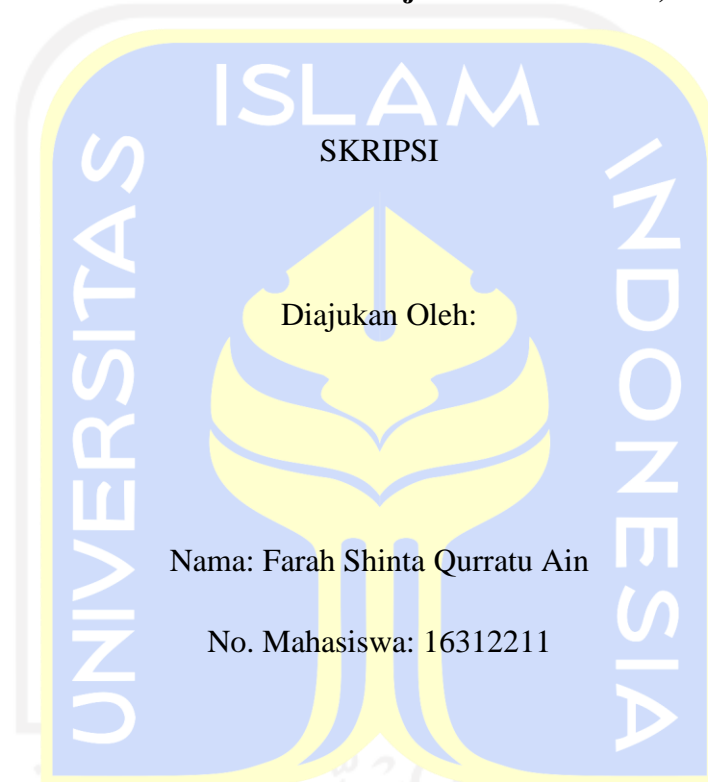 ISLAM
UNIVERSITAS
INDONESIA
SKRIPSI
Diajukan Oleh:
Nama: Farah Shinta Qurratu Ain
No. Mahasiswa: 16312211